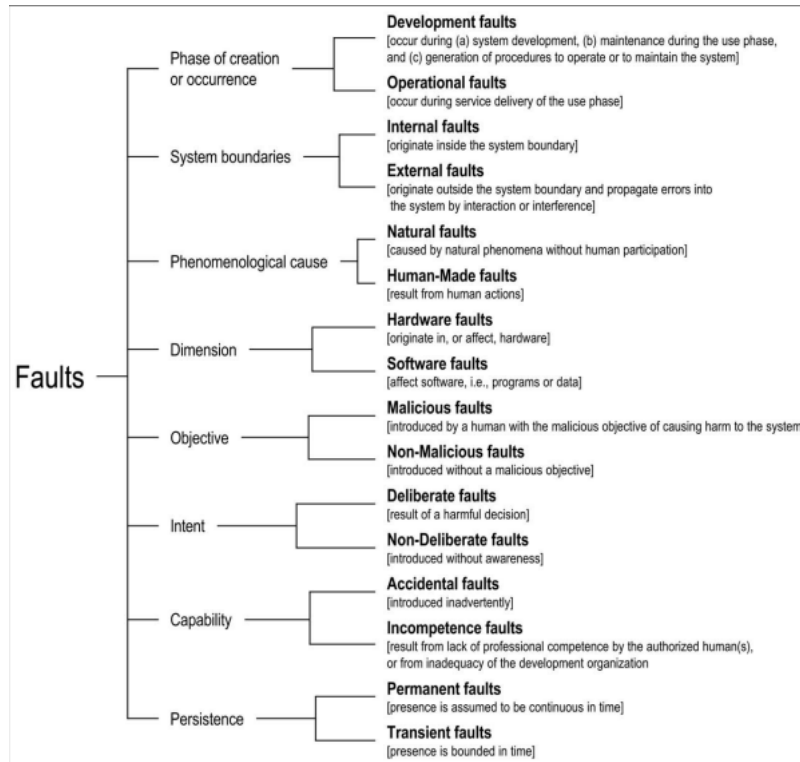 Faults
Phase of creation
or occurrence
Development faults
[occur during (a) system development, (b) maintenance during the use phase,
and (c) generation of procedures to operate or to maintain the system]
Operational faults
[occur during service delivery of the use phase]
System boundaries
Internal faults
[originate inside the system boundary]
External faults
[originate outside the system boundary and propagate errors into
the system by interaction or interference]
Phenomenological cause
Natural faults
[caused by natural phenomena without human participation]
Human-Made faults
[result from human actions]
Dimension
Hardware faults
[originate in, or affect, hardware]
Software faults
[affect software, i.e., programs or data]
Objective
Malicious faults
[introduced by a human with the malicious objective of causing harm to the system
Non-Malicious faults
[introduced without a malicious objective]
Intent
Deliberate faults
[result of a harmful decision]
Non-Deliberate faults
[introduced without awareness]
Capability
Accidental faults
[introduced inadvertently]
Incompetence faults
[result from lack of professional competence by the authorized human(s),
or from inadequacy of the development organization
Persistence
Permanent faults
[presence is assumed to be continuous in time]
Transient faults
[presence is bounded in time]